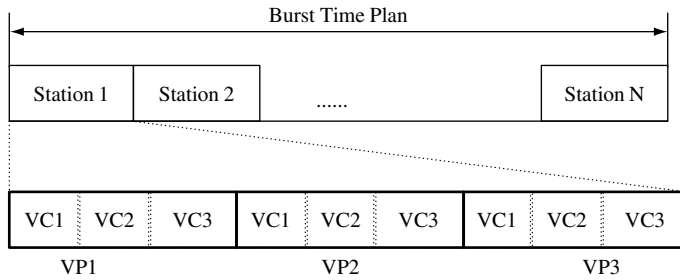 Burst Time Plan
Station 1 Station 2 ...... Station N
VC1 VC2 VC3 VC1 VC2 VC3 VC1 VC2 VC3
VP1 VP2 VP3